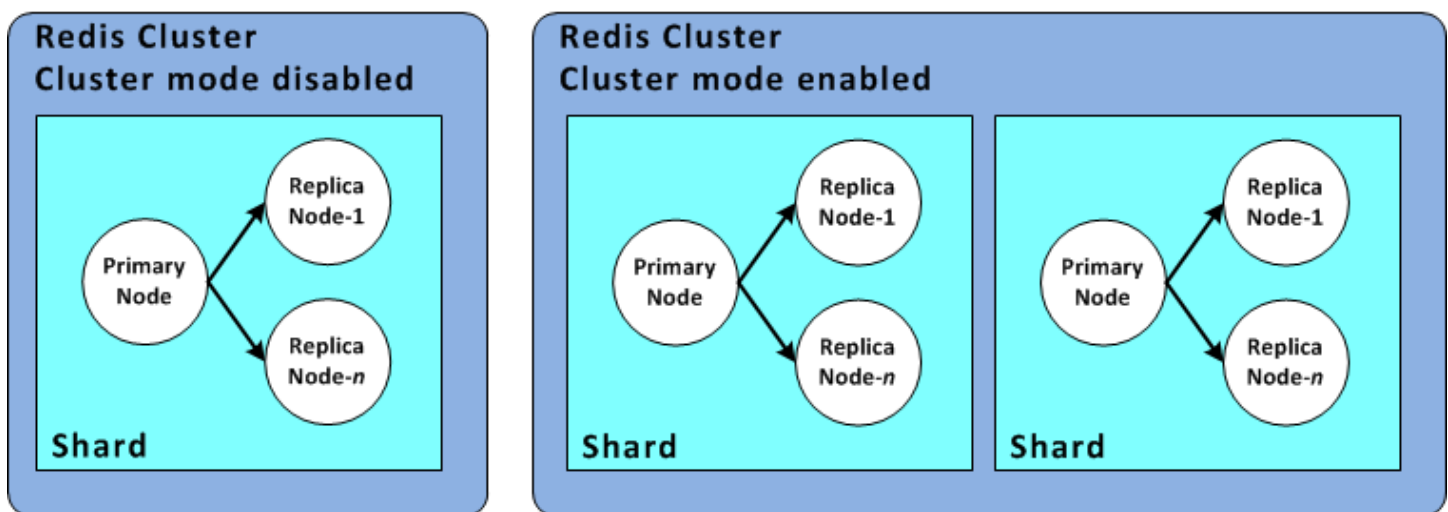 Redis Cluster
Cluster mode disabled
Replica
Node-1
Primary
Node
Replica
Node-n
Shard
Redis Cluster
Cluster mode enabled
Replica
Node-1
Primary
Node
Replica
Node-n
Shard
Replica
Node-1
Primary
Node
Replica
Node-n
Shard